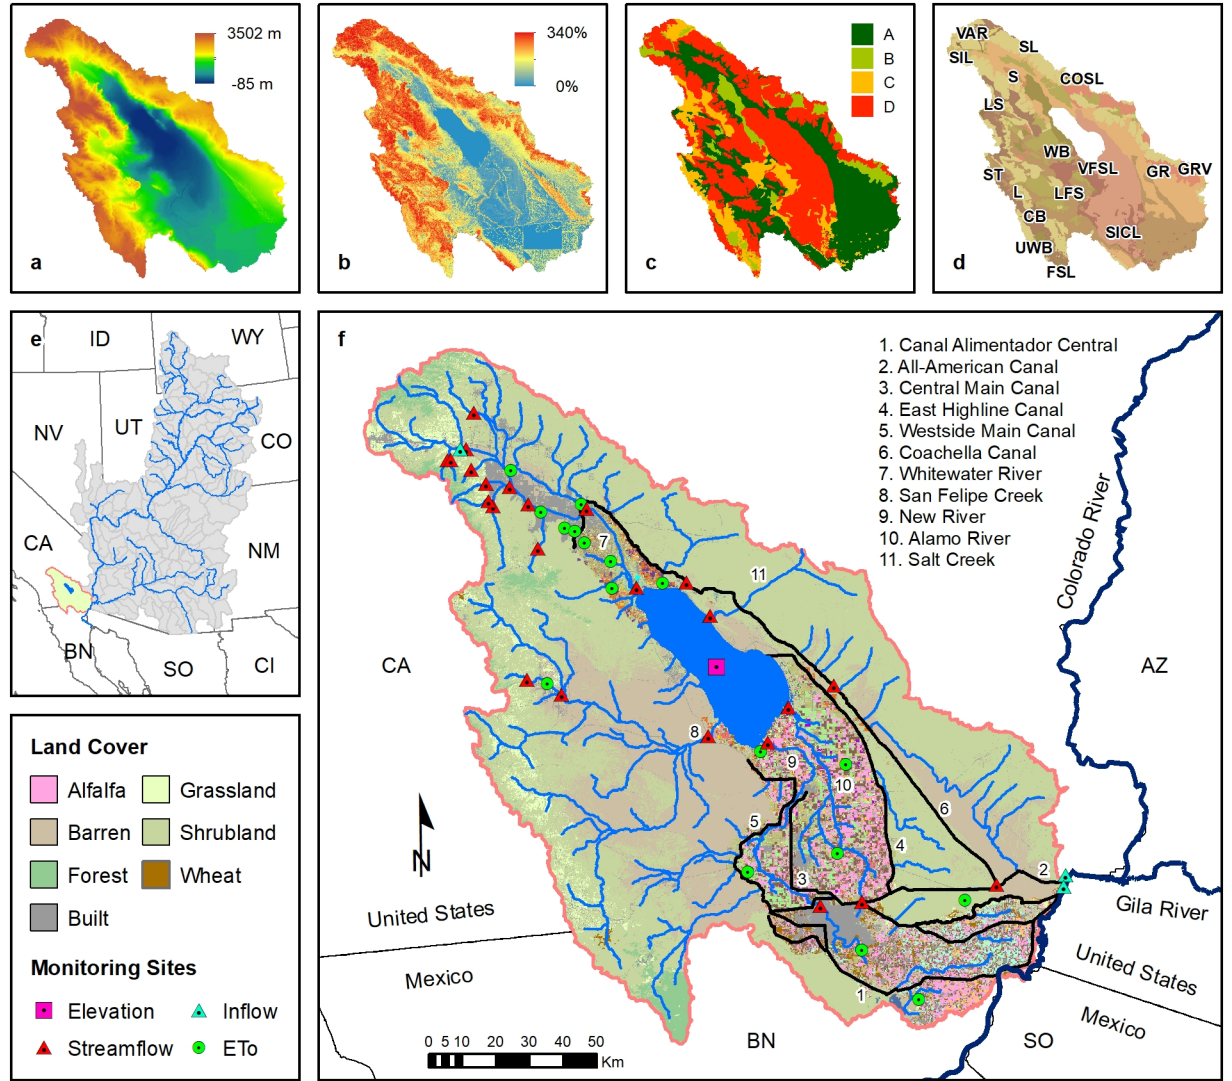 3502 m
-85 m
a
340%
0%
b
A
B
C
D
c
VAR
SL
SIL
S
COSL
LS
WB
VFSL
GR
GRV
ST
L
LFS
CB
SICL
UWB
FSL
d
e
ID
WY
NV
UT
CO
CA
NM
BN
SO
CI
f
1. Canal Alimentador Central
2. All-American Canal
3. Central Main Canal
4. East Highline Canal
5. Westside Main Canal
6. Coachella Canal
7. Whitewater River
8. San Felipe Creek
9. New River
10. Alamo River
11. Salt Creek
Colorado River
7
11
CA
AZ
8
9
10
6
5
4
3
2
N
Gila River
United States
Mexico
United States
Mexico
1
BN
SO
0 5 10 20 30 40 50
Km
Land Cover
Alfalfa
Grassland
Barren
Shrubland
Forest
Wheat
Built
Monitoring Sites
Elevation
Inflow
Streamflow
ETo